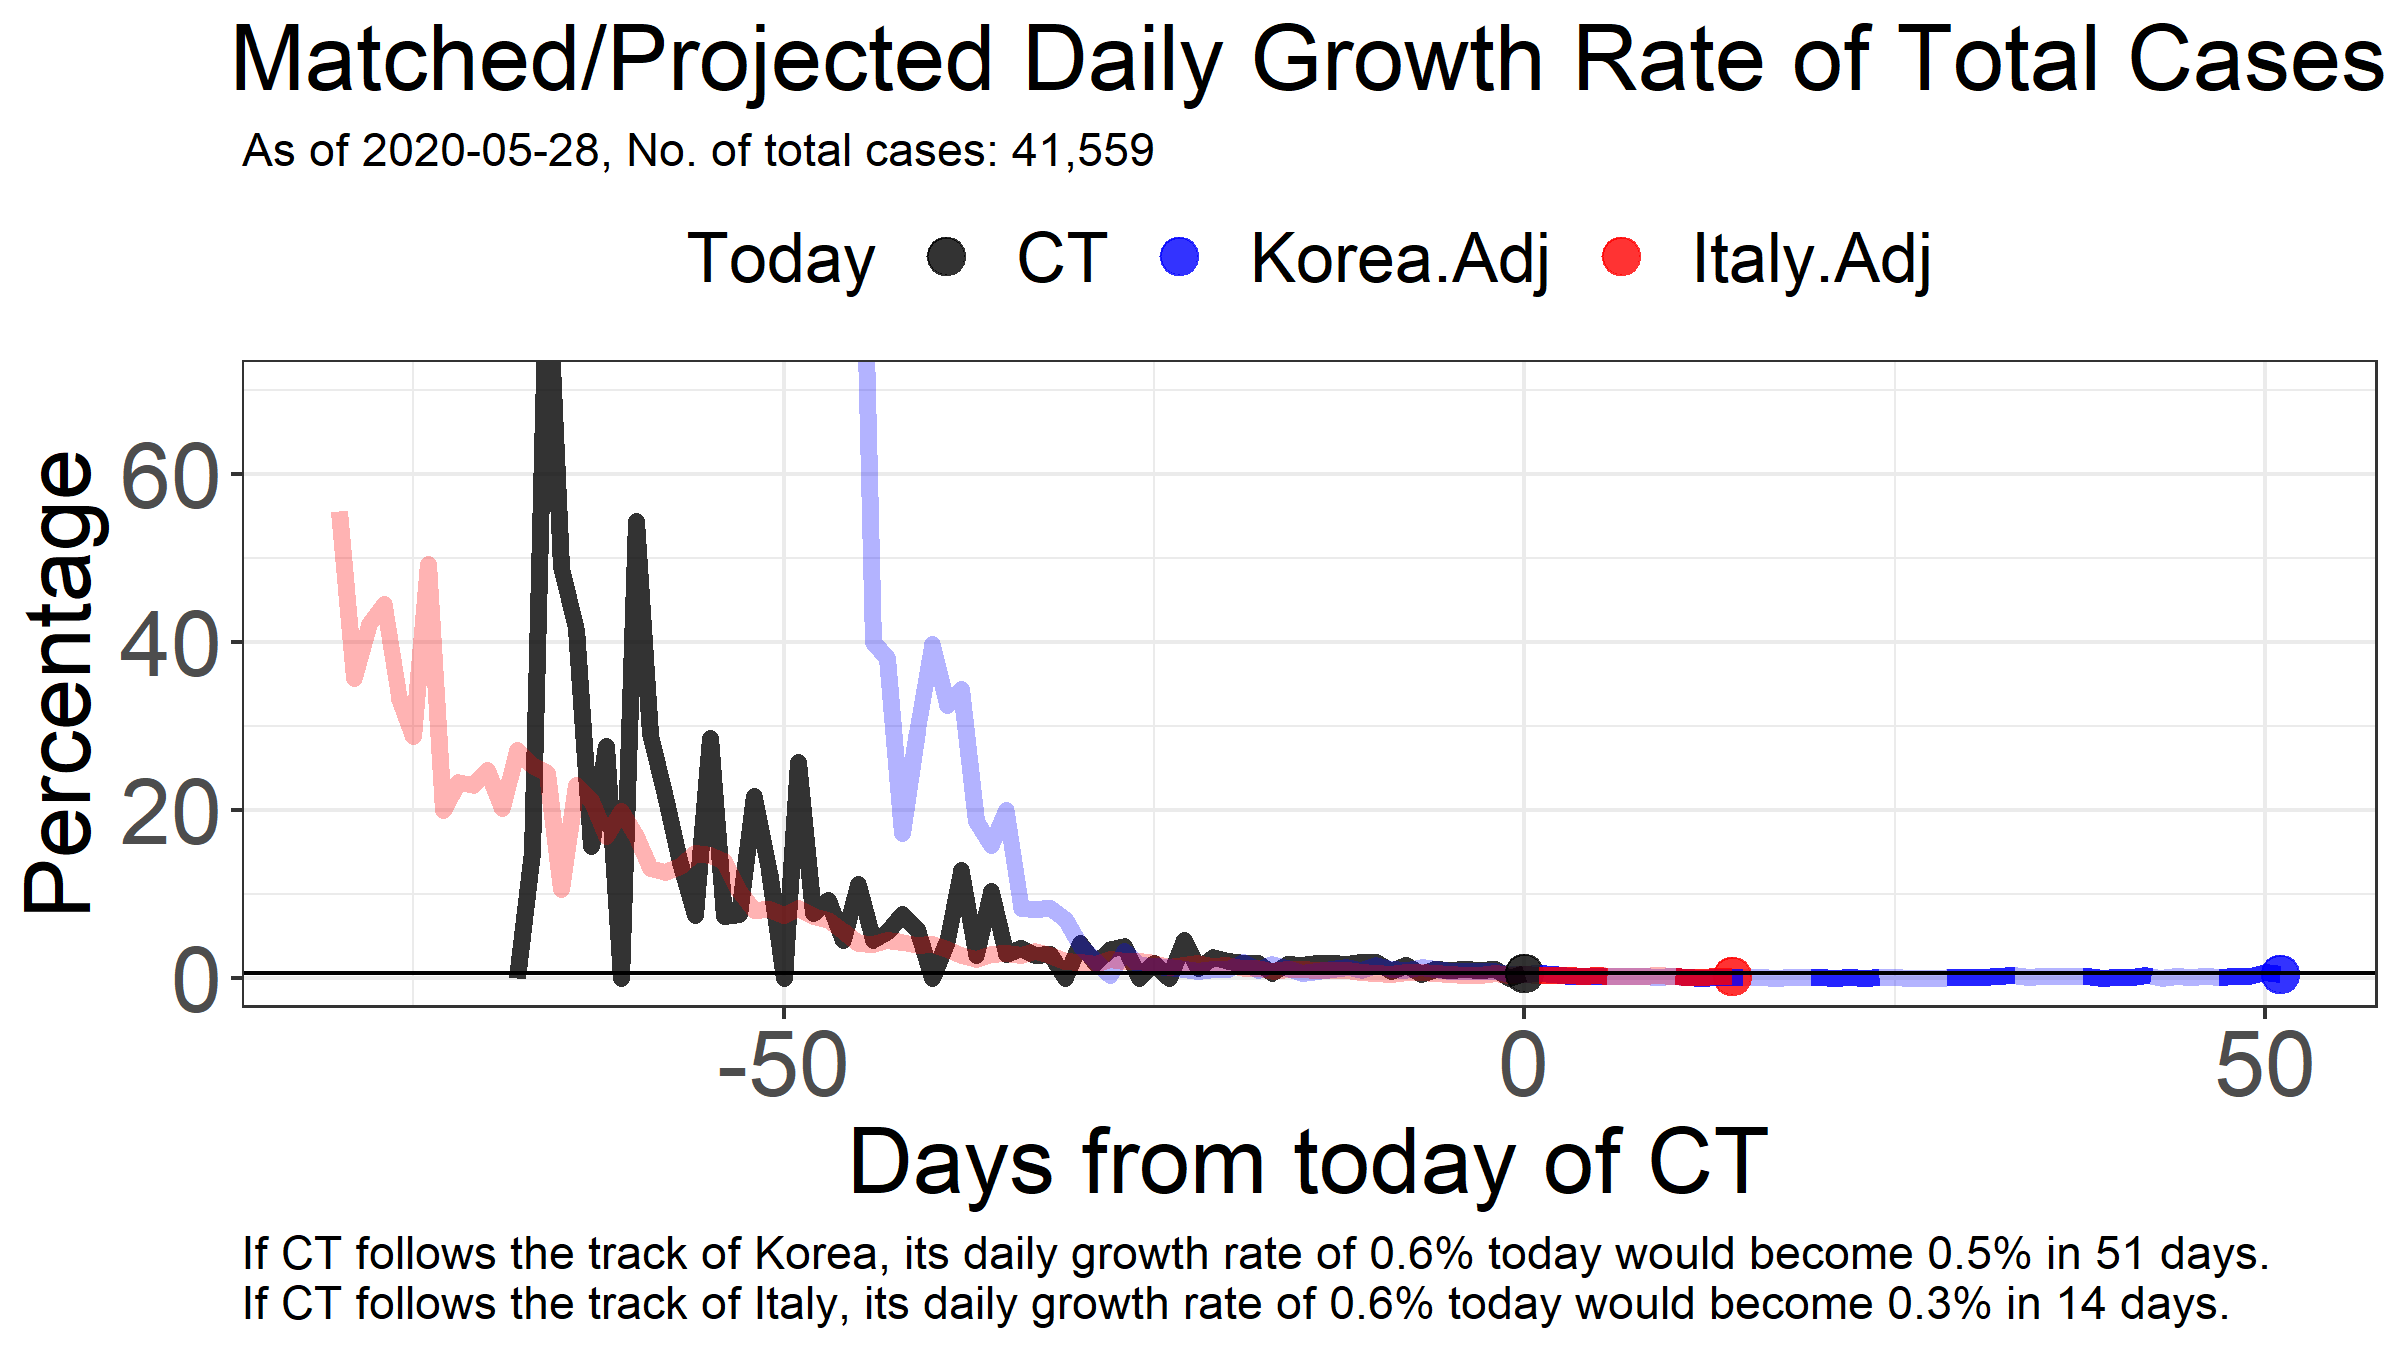 Matched/Projected Daily Growth Rate of Total Cases
As of 2020-05-28, No. of total cases: 41,559
Today CT Korea.Adj Italy.Adj
Percentage
60
40
20
0
-50 0 50
Days from today of CT
If CT follows the track of Korea, its daily growth rate of 0.6% today would become 0.5% in 51 days.
If CT follows the track of Italy, its daily growth rate of 0.6% today would become 0.3% in 14 days.